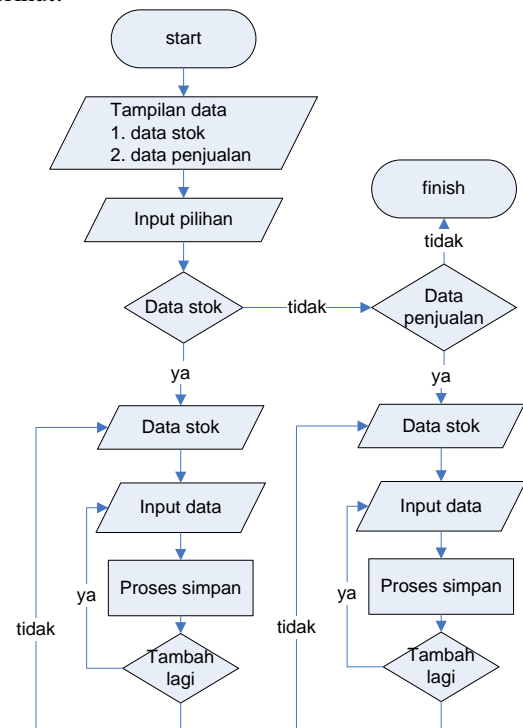 start
Tampilan data
1. data stok
2. data penjualan
Input pilihan
finish
tidak
Data stok
tidak
Data
penjualan
ya
ya
Data stok
Data stok
Input data
Input data
Proses simpan
Proses simpan
ya
ya
tidak
tidak
Tambah
lagi
Tambah
lagi